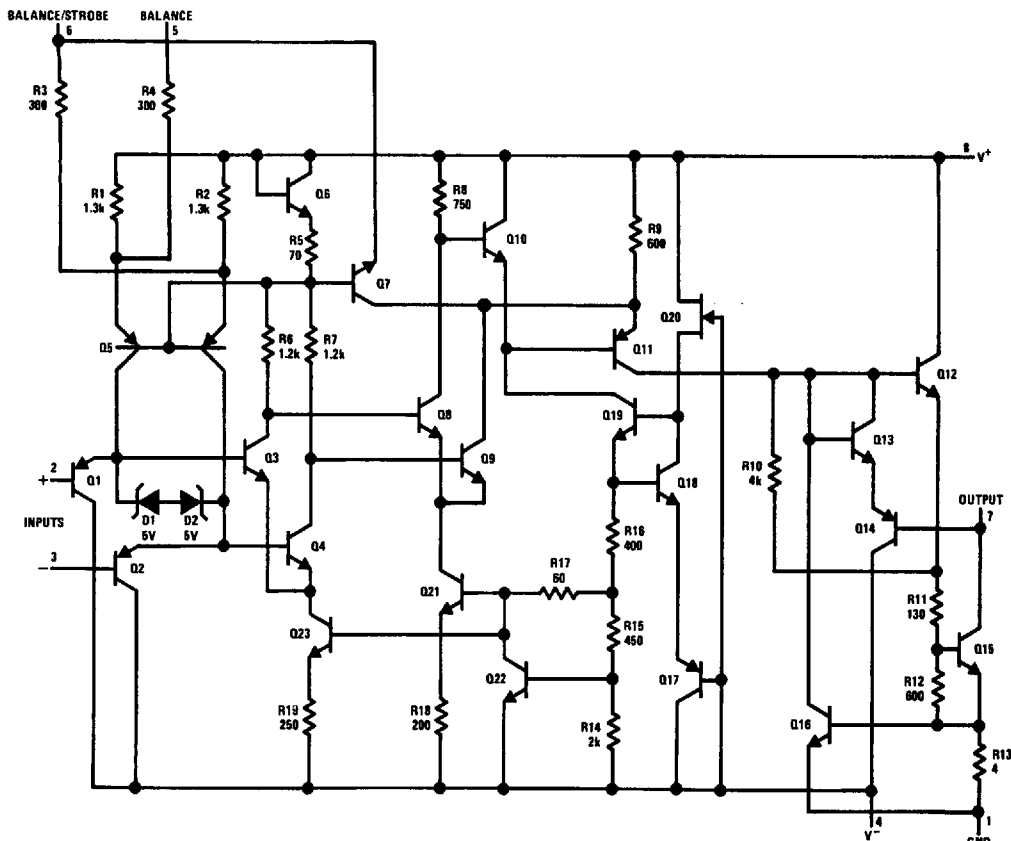 BALANCE/STROBE
6
BALANCE
5
R3
380
R4
300
8 V+
R1
1.3k
R2
1.3k
Q6
R5
70
R8
750
Q10
R9
600
Q7
Q20
Q5
R6
1.2k
R7
1.2k
Q11
Q12
Q8
Q19
Q13
2
+
Q1
Q3
Q9
Q18
R10
4k
INPUTS
D1
5V
D2
5V
OUTPUT
7
Q14
3
−
Q2
Q4
R16
400
R17
60
Q21
R11
130
Q23
R15
450
Q15
Q22
Q17
R12
600
R19
250
R18
200
R14
2k
Q16
R13
4
4
V−
1
GND